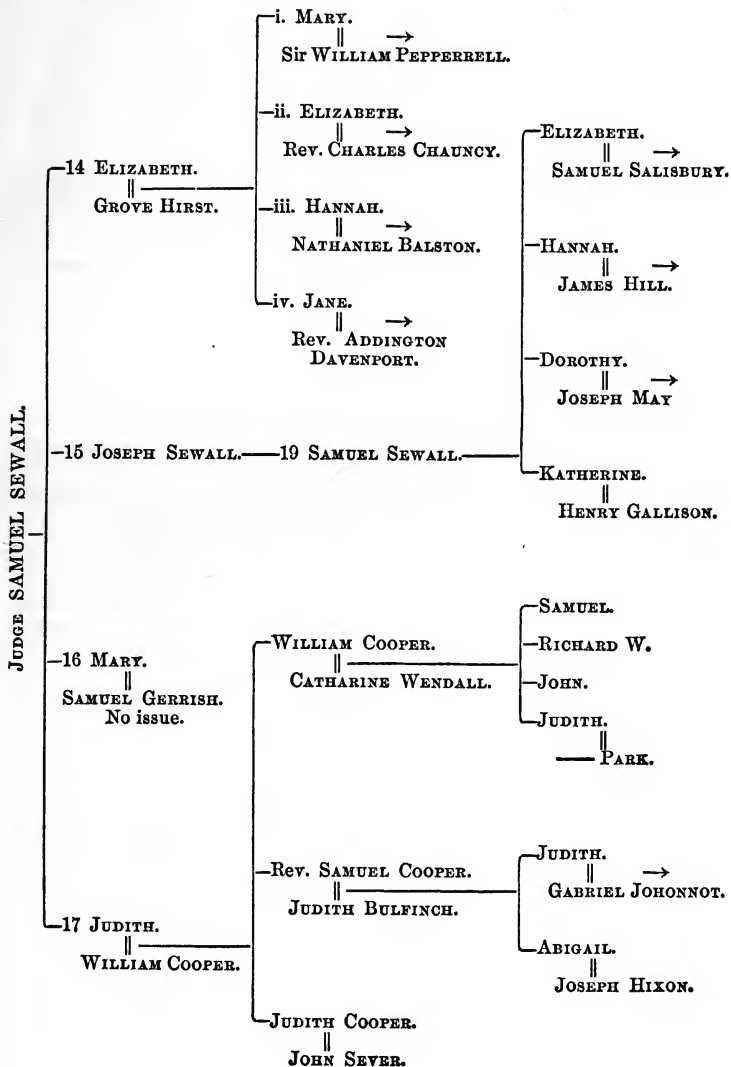 JUDGE SAMUEL SEWALL.
14 ELIZABETH.
GROVE HIRST.
i. MARY.
Sir WILLIAM PEPPERRELL.
ii. ELIZABETH.
Rev. CHARLES CHAUNCY.
iii. HANNAH.
NATHANIEL BALSTON.
iv. JANE.
Rev. ADDINGTON
DAVENPORT.
15 JOSEPH SEWALL.
19 SAMUEL SEWALL.
ELIZABETH.
SAMUEL SALISBURY.
HANNAH.
JAMES HILL.
DOROTHY.
JOSEPH MAY
KATHERINE.
HENRY GALLISON.
16 MARY.
SAMUEL GERRISH.
No issue.
17 JUDITH.
WILLIAM COOPER.
WILLIAM COOPER.
CATHARINE WENDALL.
SAMUEL.
RICHARD W.
JOHN.
JUDITH.
—— PARK.
Rev. SAMUEL COOPER.
JUDITH BULFINCH.
JUDITH.
GABRIEL JOHONNOT.
ABIGAIL.
JOSEPH HIXON.
JUDITH COOPER.
JOHN SEVER.